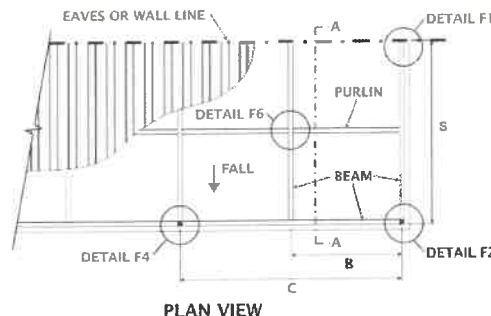 EAVES OR WALL LINE
A
DETAIL F1
PURLIN
DETAIL F6
S
FALL
BEAM
DETAIL F4
A
B
DETAIL F2
C
PLAN VIEW